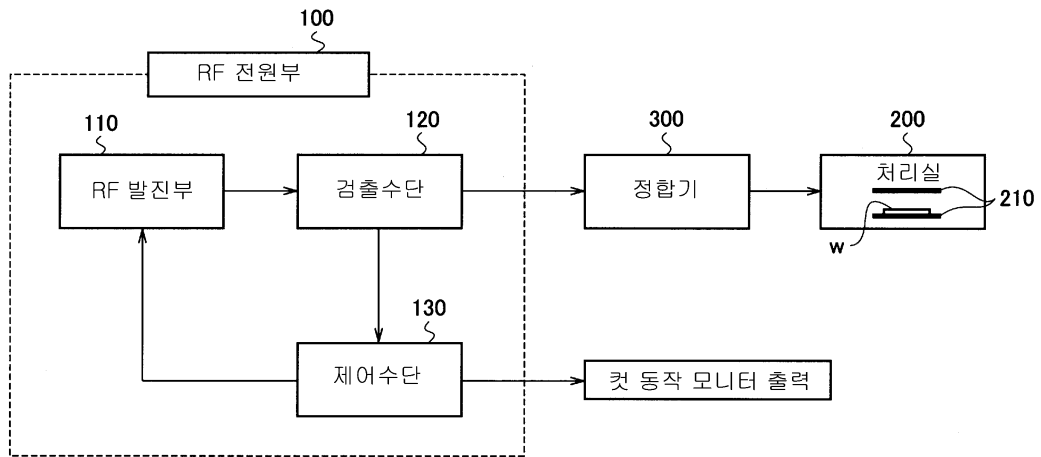 100
RF 전원부
110
120
300
200
RF 발진부
검출수단
정합기
처리실
210
W
130
제어수단
컷 동작 모니터 출력